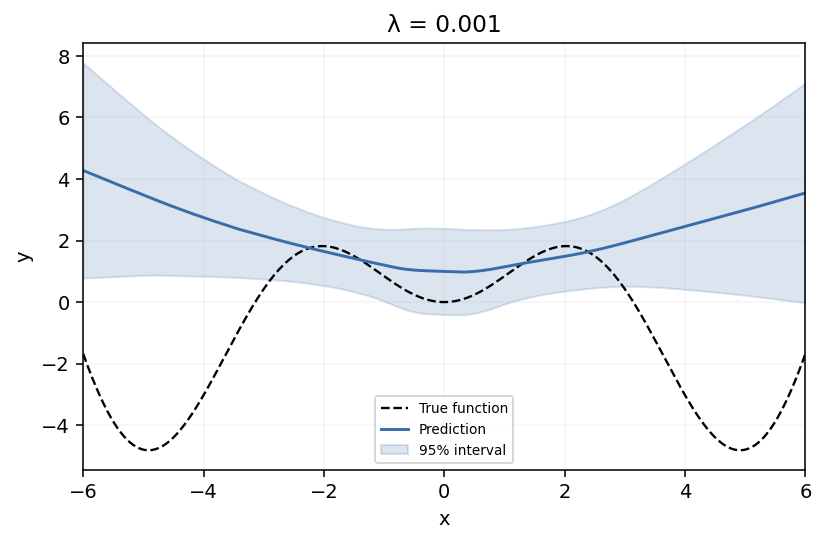 λ = 0.001
8
6
4
2
0
−2
−4
y
True function
Prediction
95% interval
−6
−4
−2
0
2
4
6
x